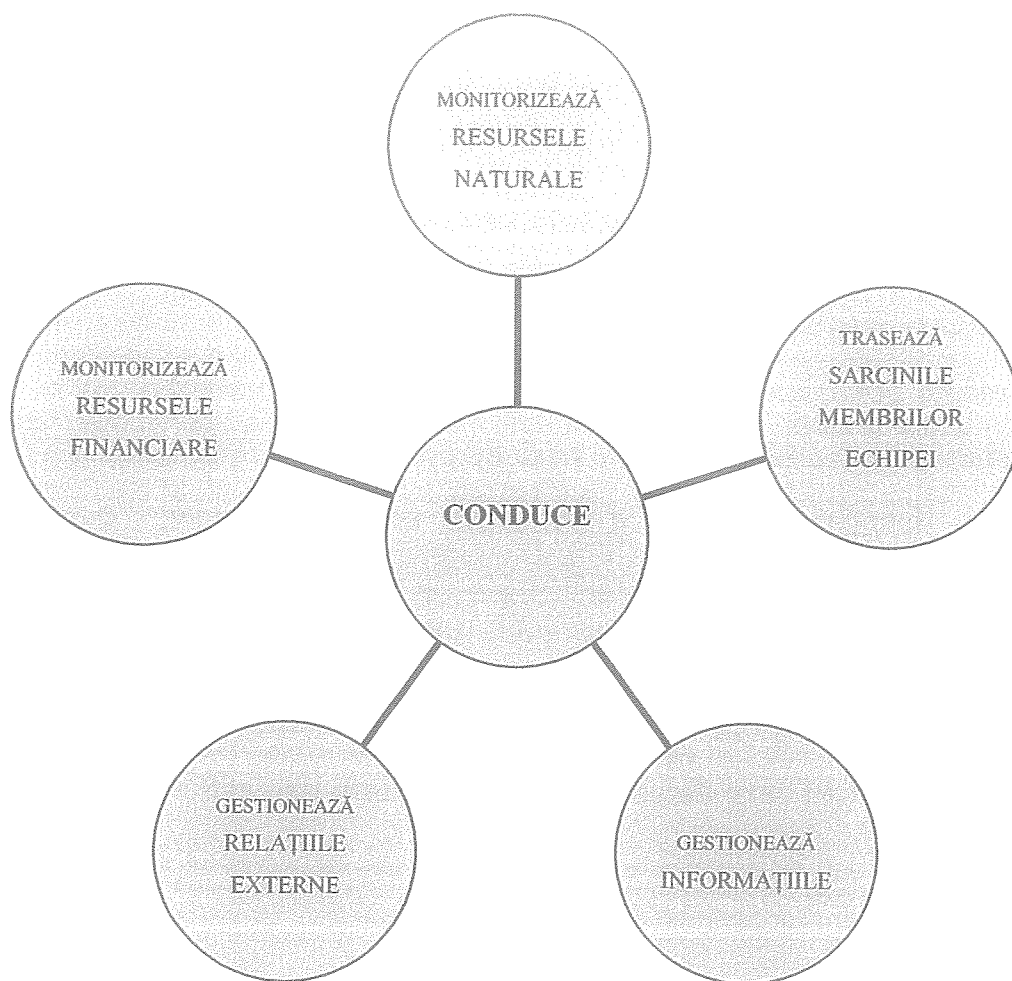 MONITORIZEAZĂ
RESURSELE
NATURALE
MONITORIZEAZĂ
RESURSELE
FINANCIARE
TRASEAZĂ
SARCINILE
MEMBRILOR
ECHIPEI
CONDUCE
GESTIONEAZĂ
RELAȚIILE
EXTERNE
GESTIONEAZĂ
INFORMAȚIILE